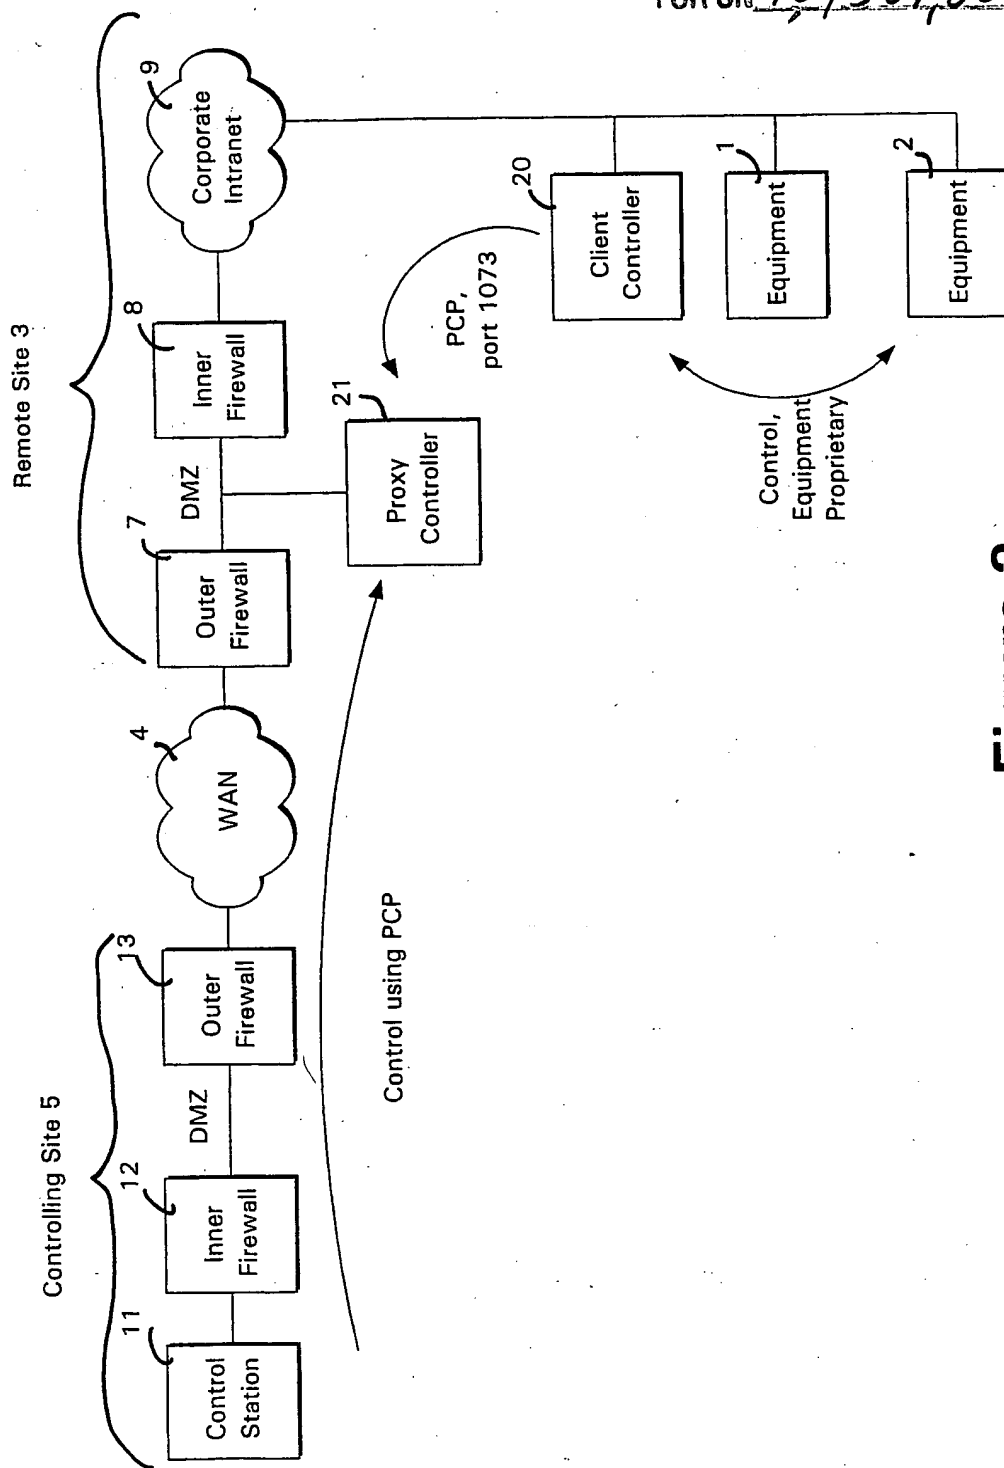 Controlling Site 5
Remote Site 3
11
Control
Station
12
Inner
Firewall
DMZ
13
Outer
Firewall
4
WAN
7
Outer
Firewall
DMZ
8
Inner
Firewall
9
Corporate
Intranet
21
Proxy
Controller
Control using PCP
PCP,
port 1073
20
Client
Controller
1
Equipment
2
Equipment
Control,
Equipment
Proprietary